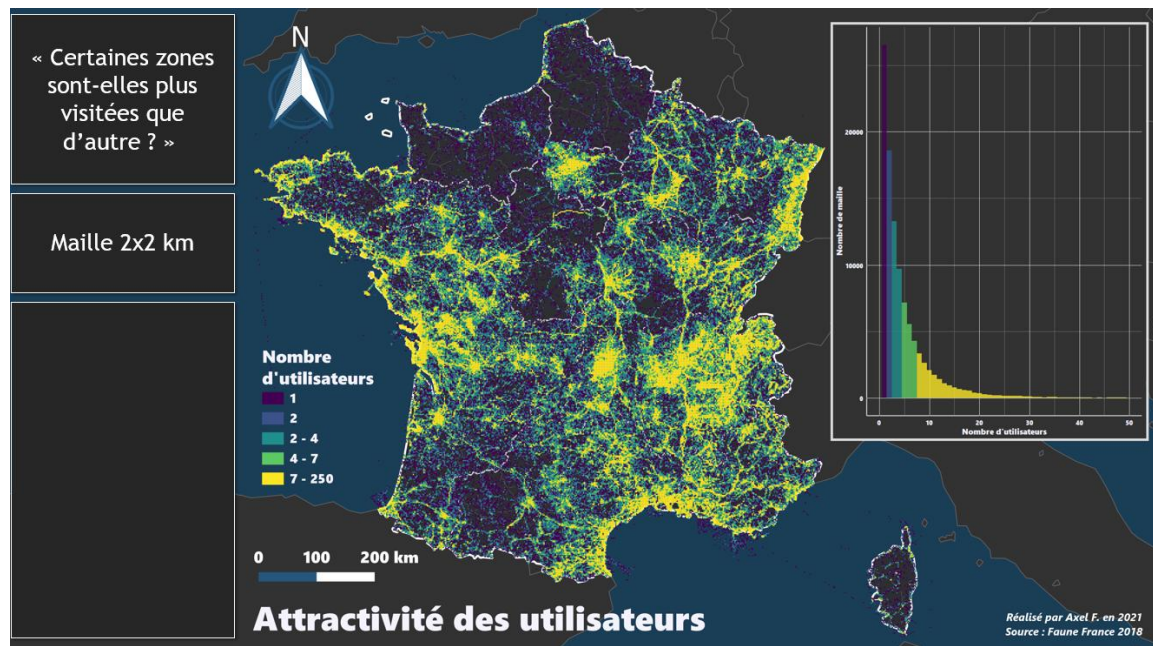 « Certaines zones
sont-elles plus
visitées que
d’autre ? »
Maille 2x2 km
N
Nombre
d'utilisateurs
1
2
2 - 4
4 - 7
7 - 250
0 100 200 km
Attractivité des utilisateurs
Nombre de maille
20000
10000
0
0 10 20 30 40 50
Nombre d'utilisateurs
Réalisé par Axel F. en 2021
Source : Faune France 2018